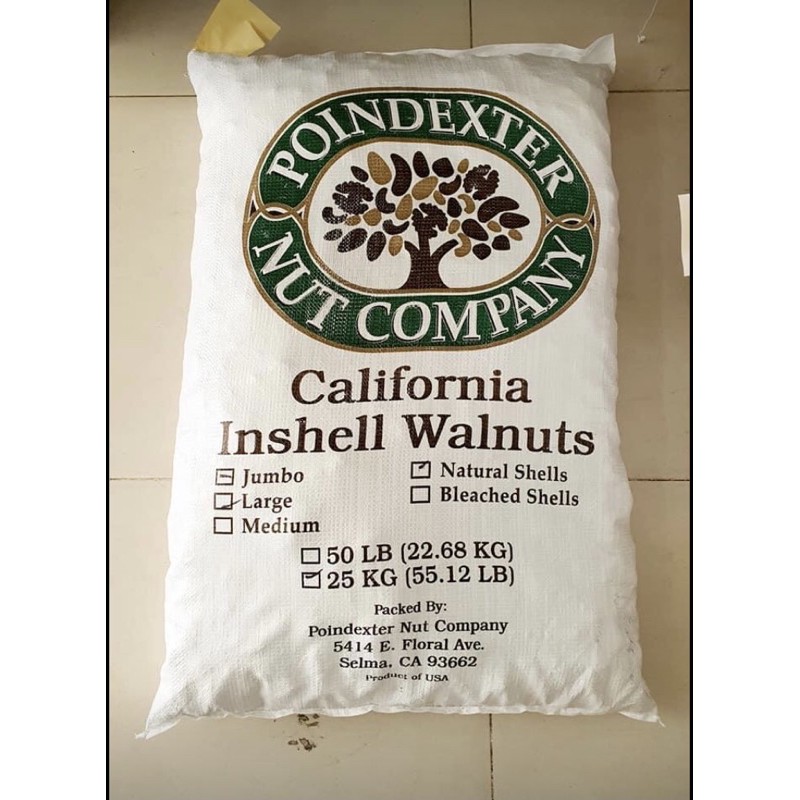 POINDEXTER
NUT COMPANY
California
Inshell Walnuts
Jumbo
Natural Shells
Large
Bleached Shells
Medium
50 LB (22.68 KG)
25 KG (55.12 LB)
Packed By:
Poindexter Nut Company
5414 E. Floral Ave.
Selma, CA 93662
Product of USA